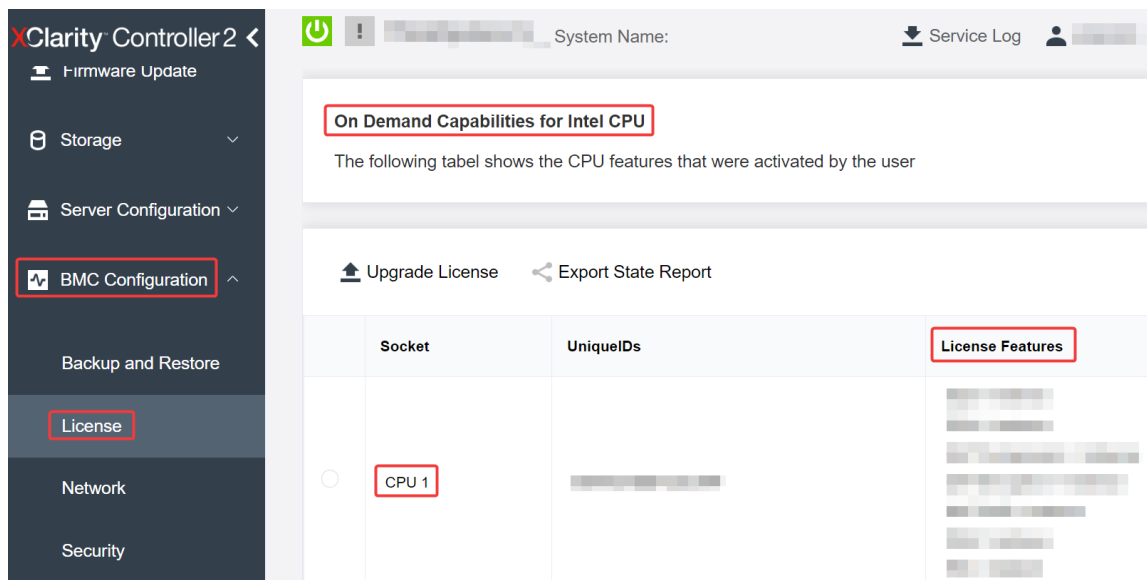 XClarity Controller 2
Firmware Update
Storage
Server Configuration
BMC Configuration
Backup and Restore
License
Network
Security
System Name:
Service Log
On Demand Capabilities for Intel CPU
The following tabel shows the CPU features that were activated by the user
Upgrade License
Export State Report
Socket
UniqueIDs
License Features
CPU 1